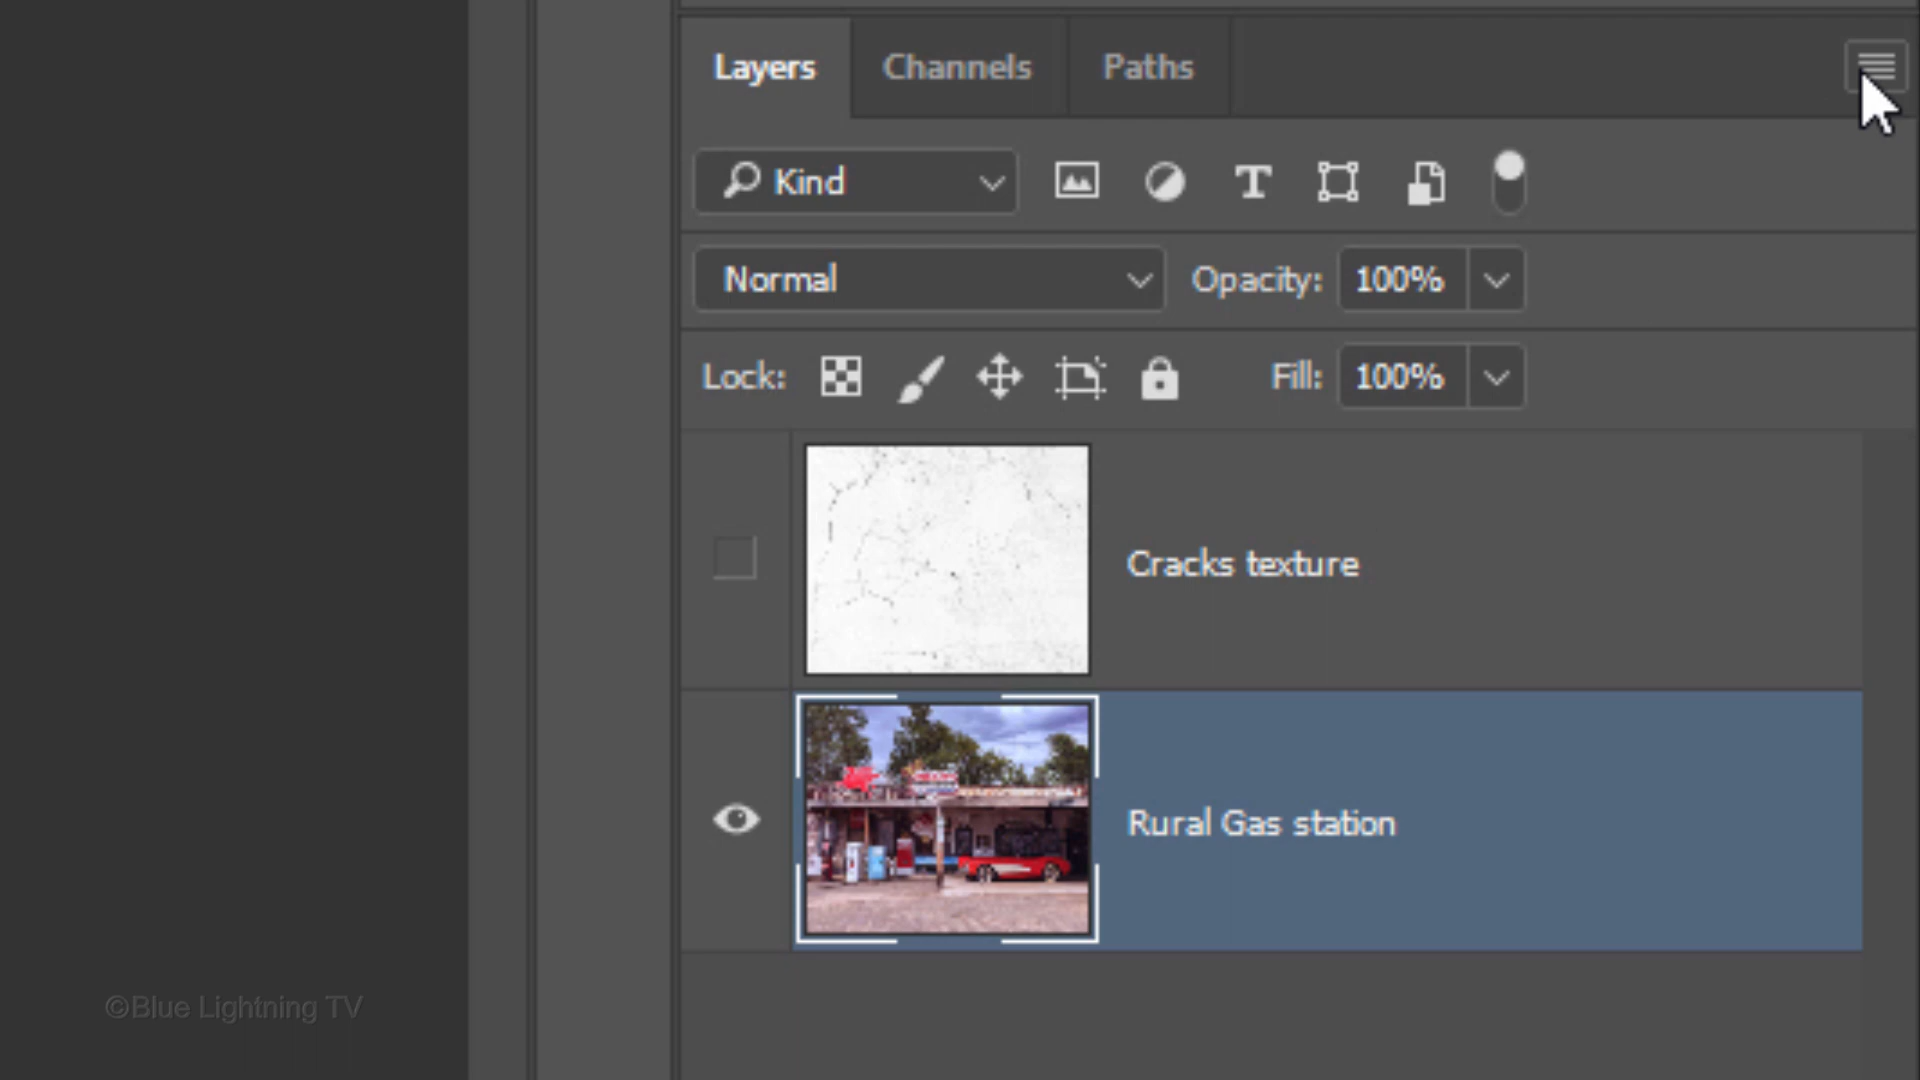 Layers Channels Paths
Kind
Normal Opacity: 100%
Lock: Fill: 100%
Cracks texture
Rural Gas station
©Blue Lightning TV